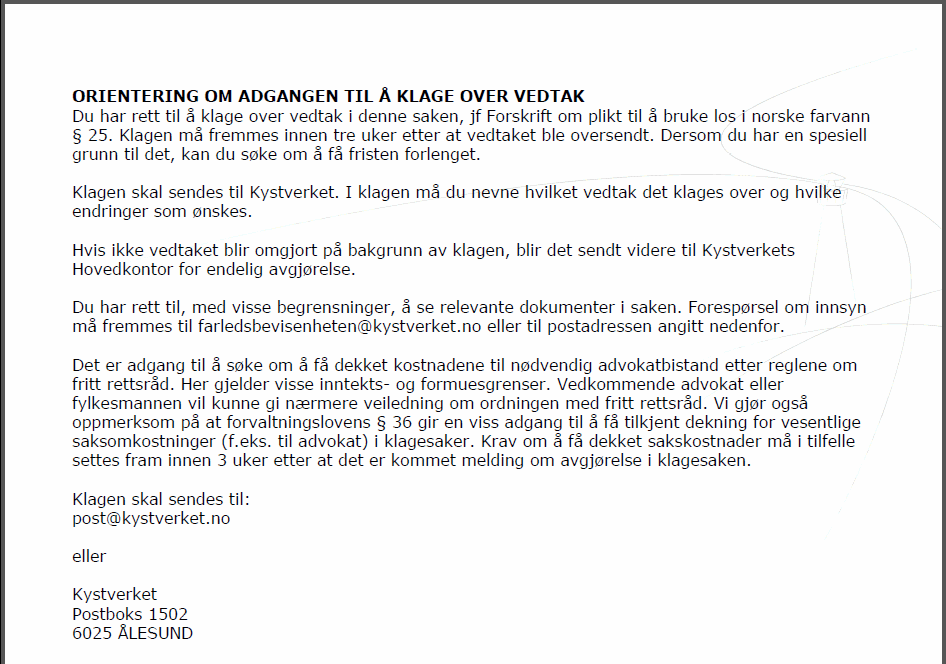 ORIENTERING OM ADGANGEN TIL Å KLAGE OVER VEDTAK
Du har rett til å klage over vedtak i denne saken, jf Forskrift om plikt til å bruke los i norske farvann
§ 25. Klagen må fremmes innen tre uker etter at vedtaket ble oversendt. Dersom du har en spesiell
grunn til det, kan du søke om å få fristen forlenget.
Klagen skal sendes til Kystverket. I klagen må du nevne hvilket vedtak det klages over og hvilke
endringer som ønskes.
Hvis ikke vedtaket blir omgjort på bakgrunn av klagen, blir det sendt videre til Kystverkets
Hovedkontor for endelig avgjørelse.
Du har rett til, med visse begrensninger, å se relevante dokumenter i saken. Forespørsel om innsyn
må fremmes til farledsbevisenheten@kystverket.no eller til postadressen angitt nedenfor.
Det er adgang til å søke om å få dekket kostnadene til nødvendig advokatbistand etter reglene om
fritt rettsråd. Her gjelder visse inntekts- og formuesgrenser. Vedkommende advokat eller
fylkesmannen vil kunne gi nærmere veiledning om ordningen med fritt rettsråd. Vi gjør også
oppmerksom på at forvaltningslovens § 36 gir en viss adgang til å få tilkjent dekning for vesentlige
saksomkostninger (f.eks. til advokat) i klagesaker. Krav om å få dekket sakskostnader må i tilfelle
settes fram innen 3 uker etter at det er kommet melding om avgjørelse i klagesaken.
Klagen skal sendes til:
post@kystverket.no
eller
Kystverket
Postboks 1502
6025 ÅLESUND